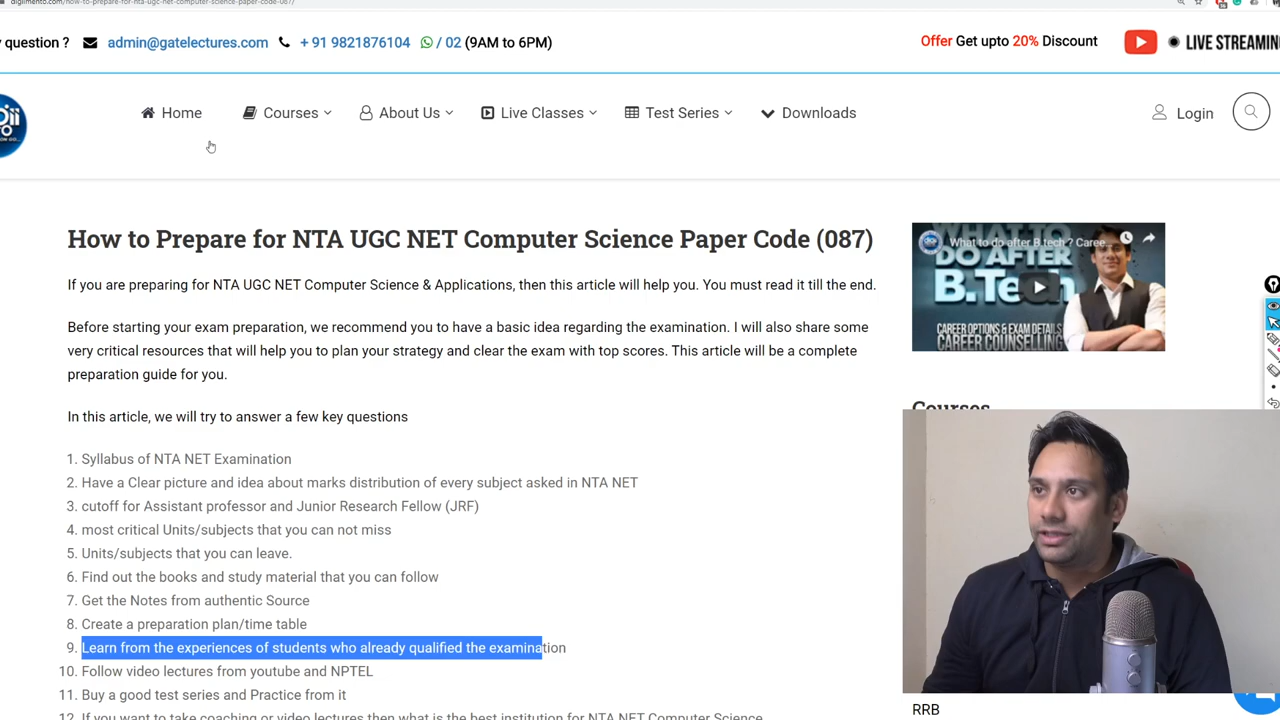 digiimento.com/how-to-prepare-for-nta-ugc-net-computer-science-paper-code-087/
y question ? admin@gatelectures.com + 91 9821876104 / 02 (9AM to 6PM) Offer Get upto 20% Discount LIVE STREAMIN
Home Courses About Us Live Classes Test Series Downloads Login
How to Prepare for NTA UGC NET Computer Science Paper Code (087)
If you are preparing for NTA UGC NET Computer Science & Applications, then this article will help you. You must read it till the end.
Before starting your exam preparation, we recommend you to have a basic idea regarding the examination. I will also share some
very critical resources that will help you to plan your strategy and clear the exam with top scores. This article will be a complete
preparation guide for you.
In this article, we will try to answer a few key questions
1. Syllabus of NTA NET Examination
2. Have a Clear picture and idea about marks distribution of every subject asked in NTA NET
3. cutoff for Assistant professor and Junior Research Fellow (JRF)
4. most critical Units/subjects that you can not miss
5. Units/subjects that you can leave.
6. Find out the books and study material that you can follow
7. Get the Notes from authentic Source
8. Create a preparation plan/time table
9. Learn from the experiences of students who already qualified the examination
10. Follow video lectures from youtube and NPTEL
11. Buy a good test series and Practice from it
12. If you want to take coaching or video lectures then what is the best institution for NTA NET Computer Science
What to do after B.tech ? Caree...
WHAT TO
DO AFTER
B.Tech
CAREER OPTIONS & EXAM DETAILS
CAREER COUNSELLING
Courses
RRB